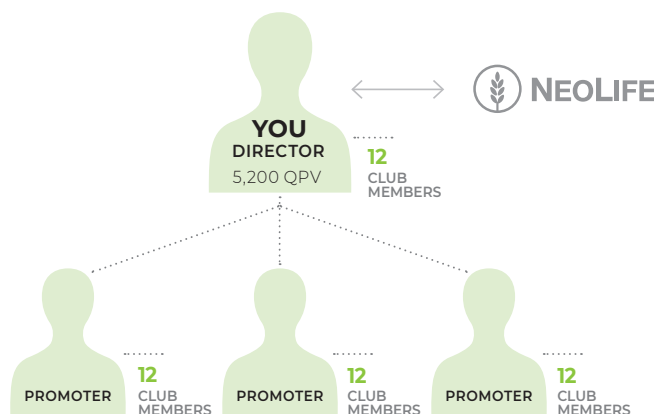 YOU
DIRECTOR
5,200 QPV
NEOLIFE
12
CLUB
MEMBERS
PROMOTER
12
CLUB
MEMBERS
PROMOTER
12
CLUB
MEMBERS
PROMOTER
12
CLUB
MEMBERS